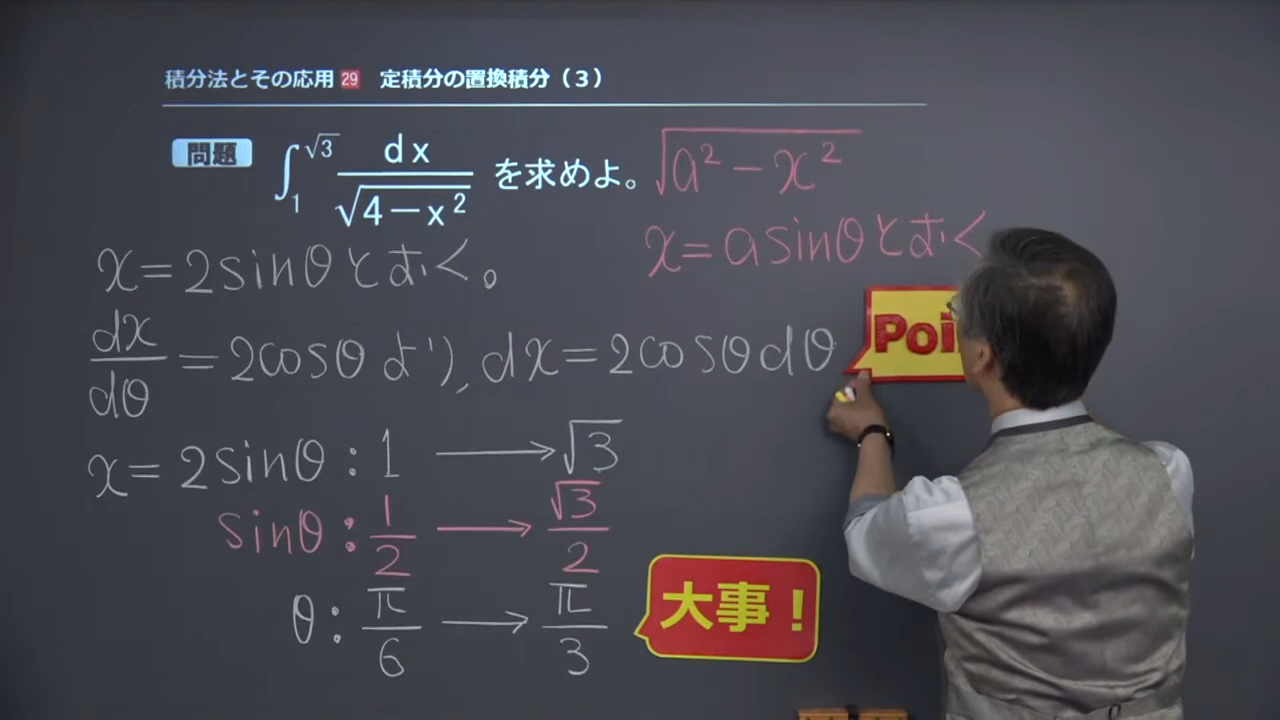 積分法とその応用 29 定積分の置換積分（3）
問題 ∫₁^√3 dx/√(4－x²) を求めよ。
√(a²－x²)
x=asinθとおく
x=2sinθとおく。
dx/dθ=2cosθより, dx=2cosθdθ
Poi
x=2sinθ:1→√3
sinθ:1/2→√3/2
θ:π/6→π/3
大事！